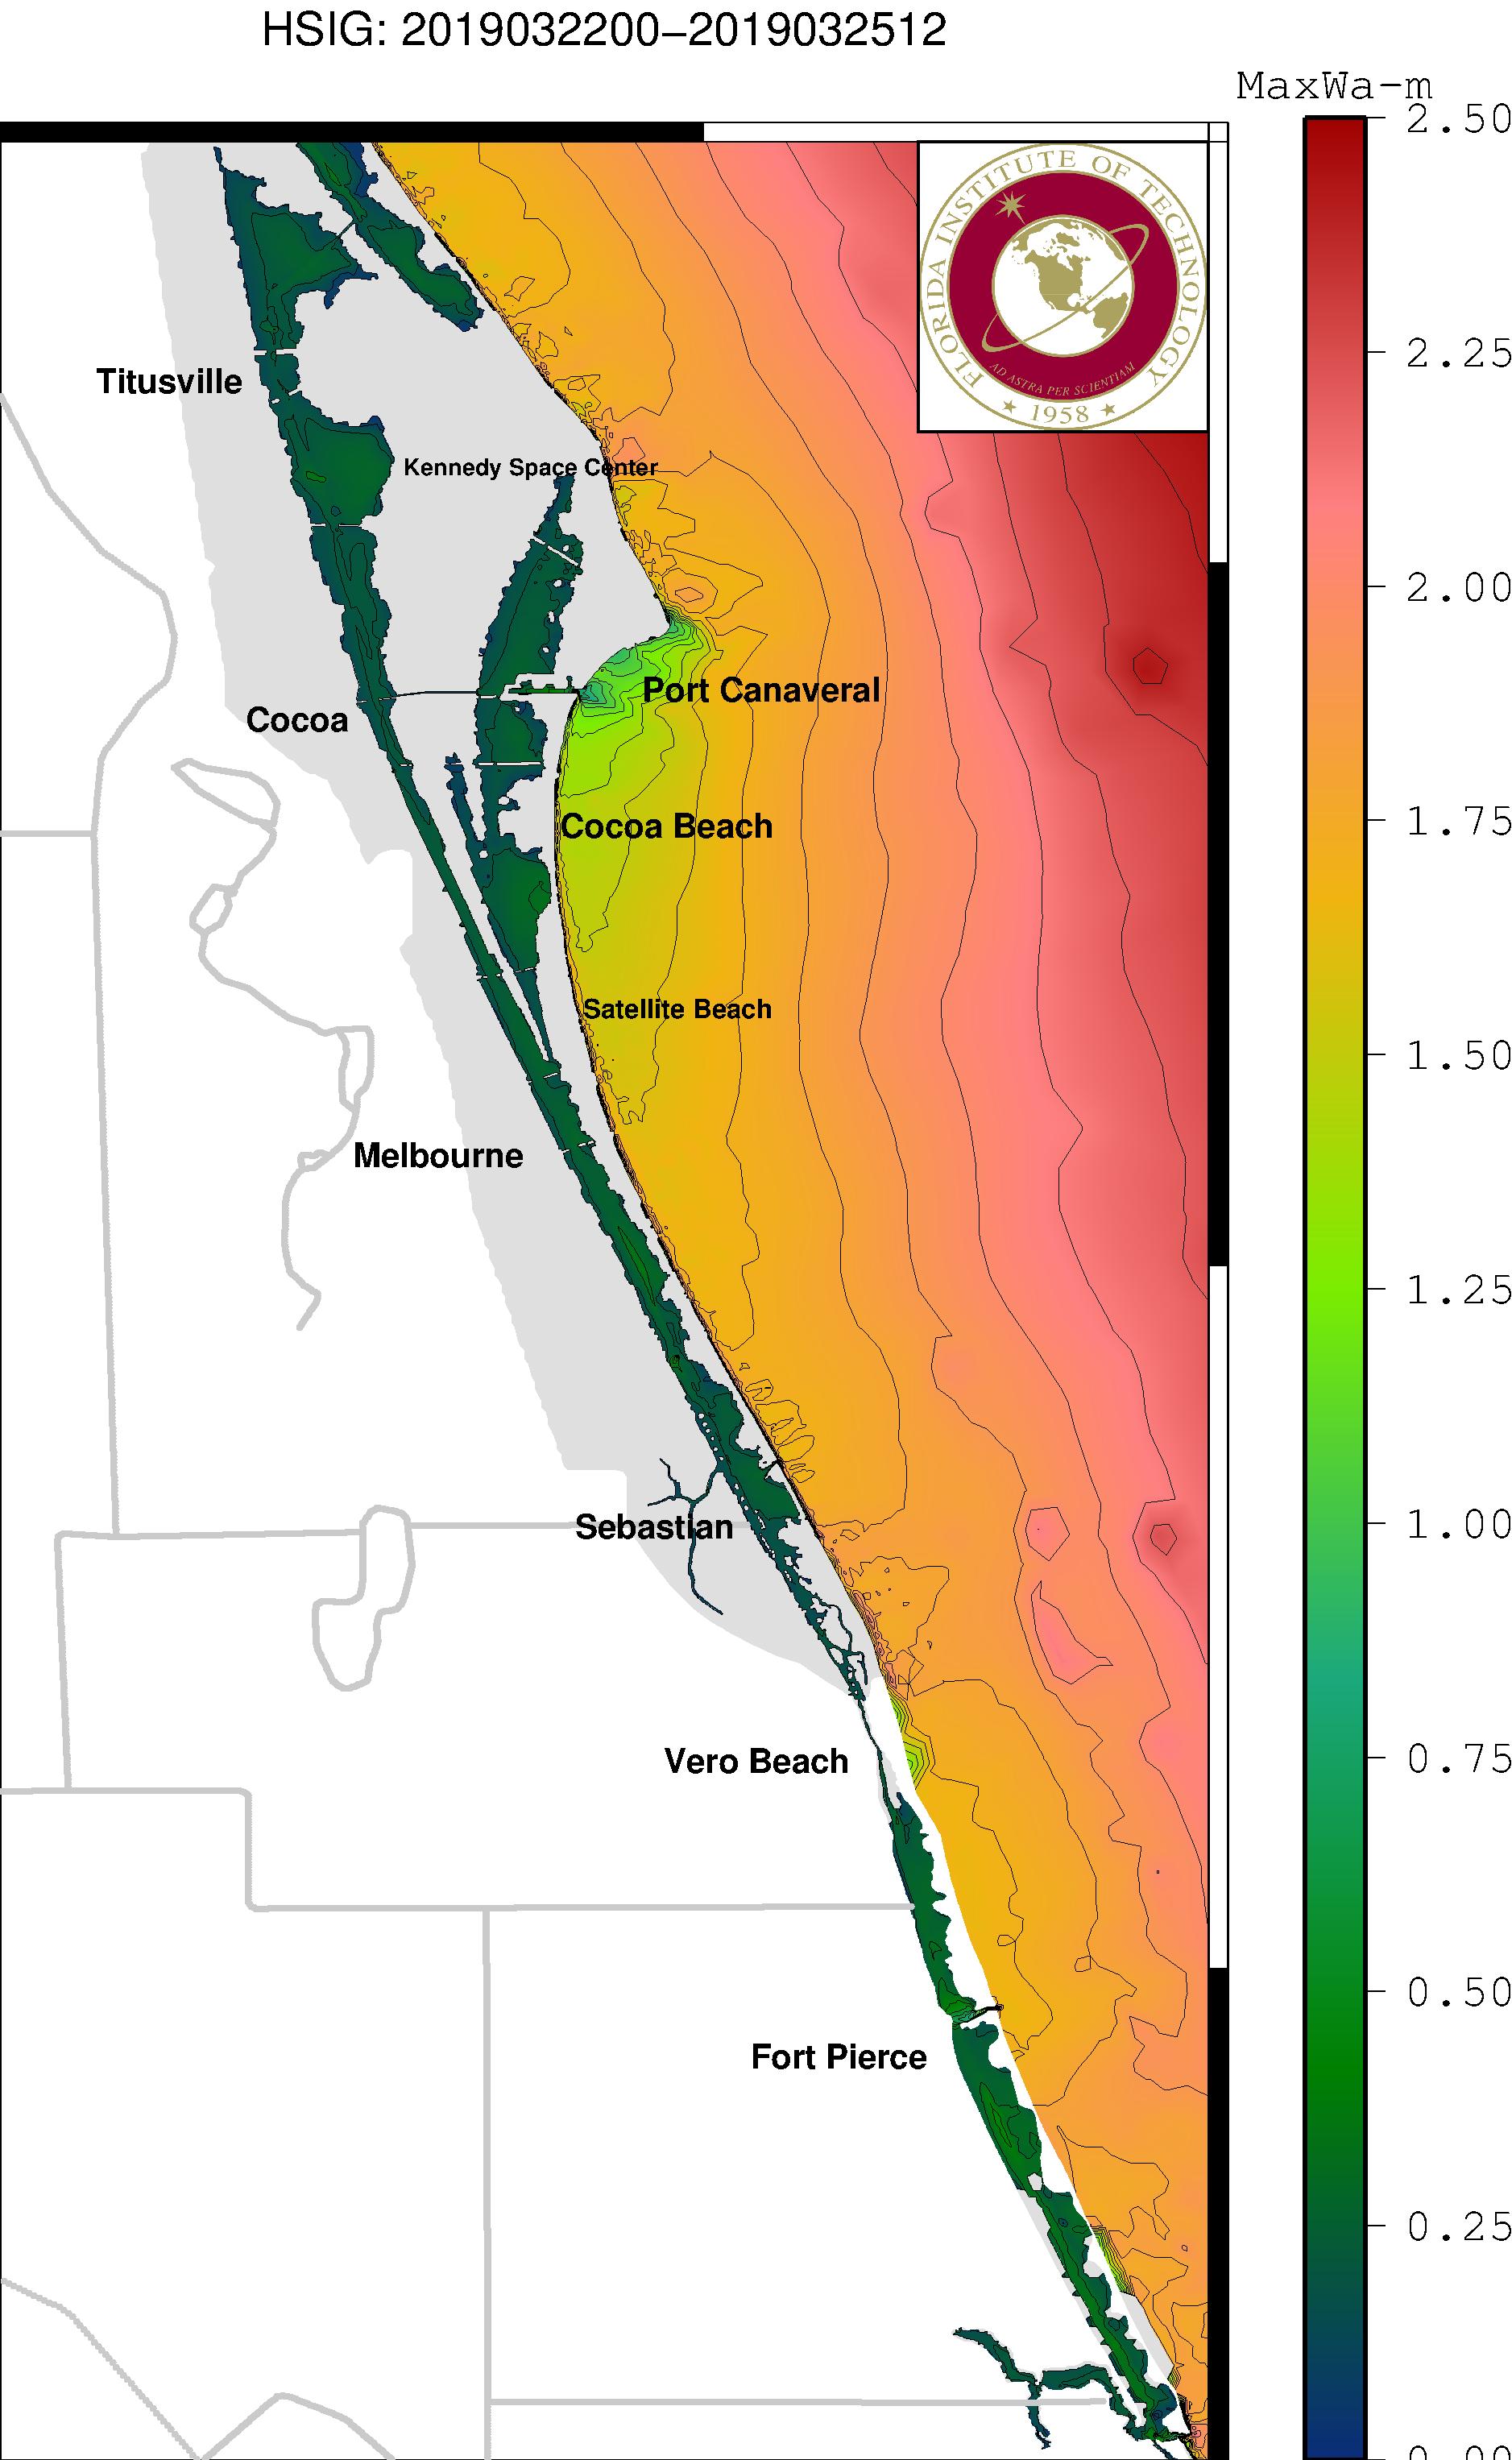 HSIG: 2019032200–2019032512
MaxWa–m
2.50
FLORIDA INSTITUTE OF TECHNOLOGY
AD ASTRA PER SCIENTIAM
★ 1958 ★
2.25
Titusville
Kennedy Space Center
2.00
Port Canaveral
Cocoa
1.75
Cocoa Beach
Satellite Beach
1.50
Melbourne
1.25
1.00
Sebastian
0.75
Vero Beach
0.50
Fort Pierce
0.25
0.00